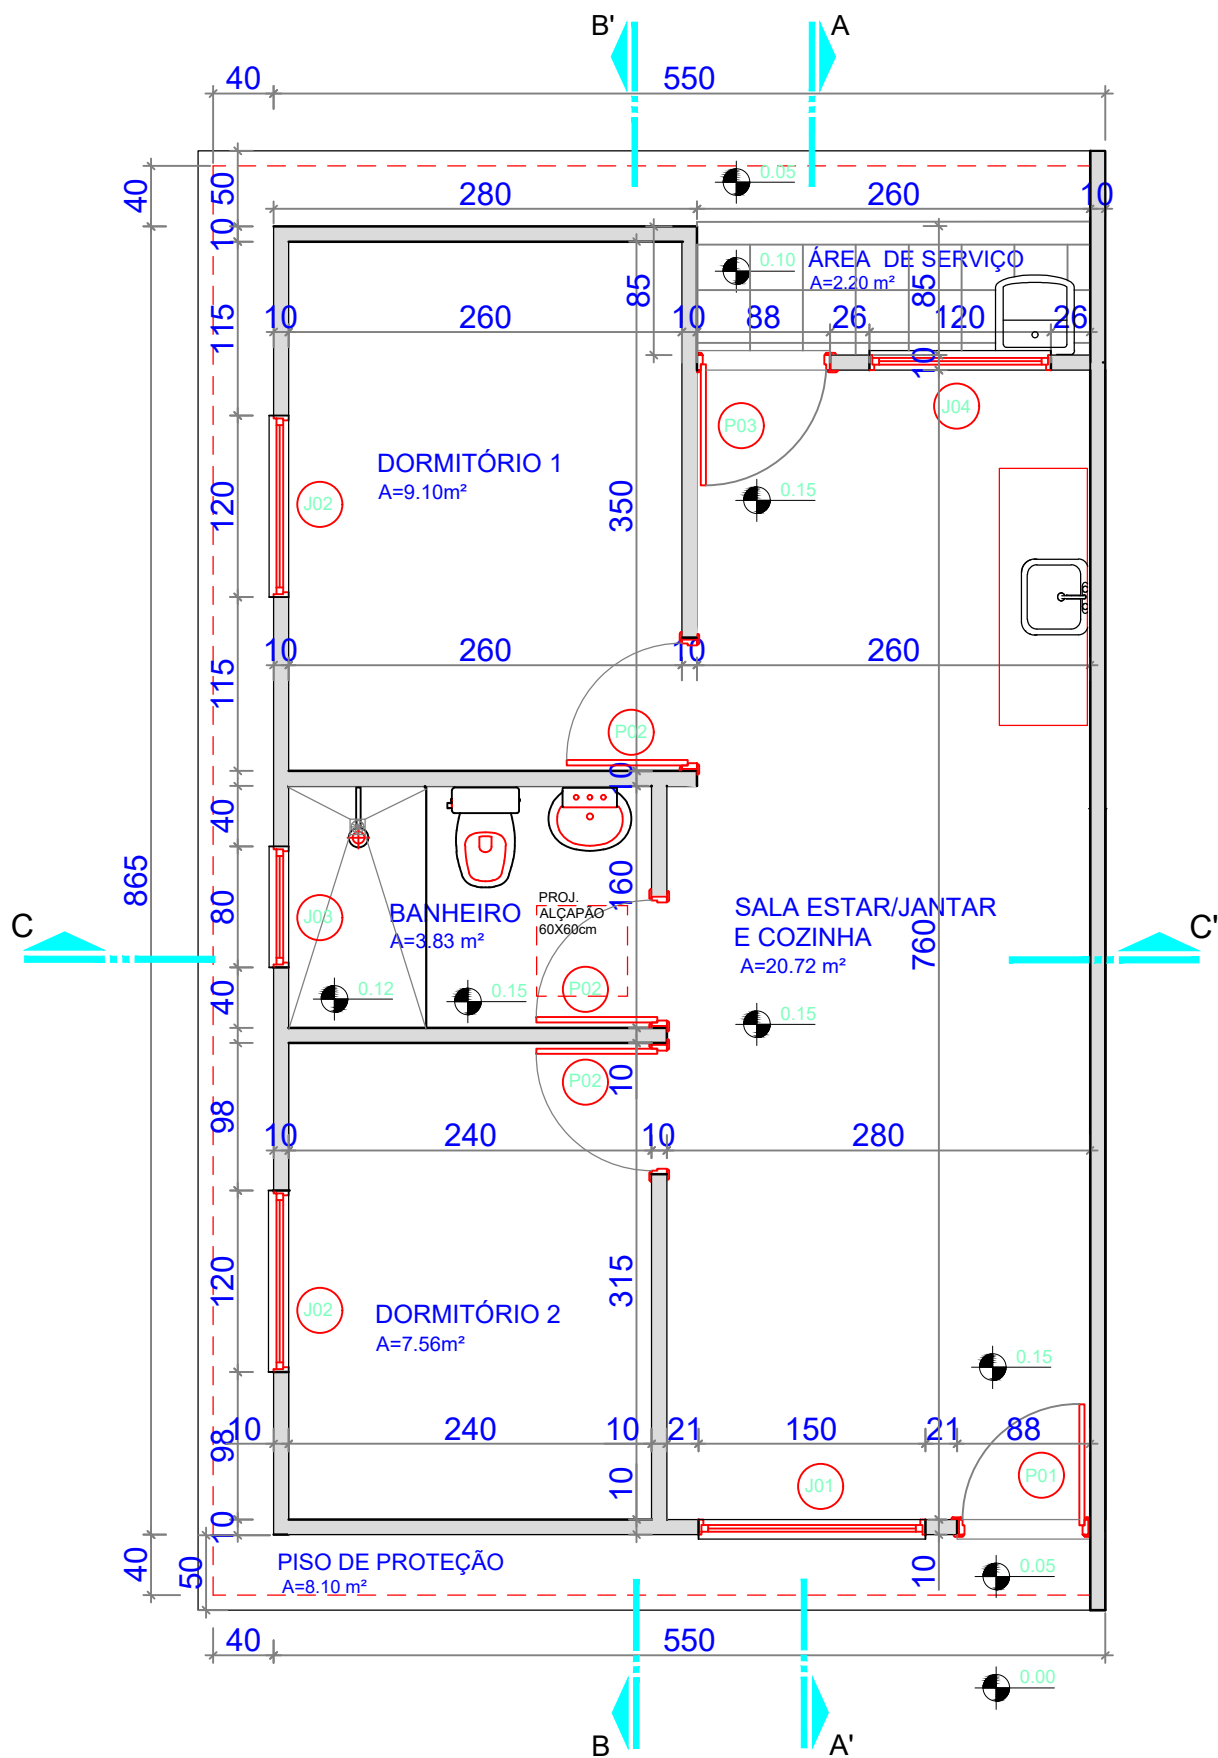 B'
A
40
550
0.05
40
50
280
260
10
10
0.10
ÁREA DE SERVIÇO
A=2.20 m²
85
85
115
10
260
10
88
26
120
26
10
P03
J04
DORMITÓRIO 1
A=9.10m²
J02
120
350
0.15
115
10
260
10
260
P02
10
40
865
160
PROJ.
ALÇAPÃO
60X60cm
C
80
J03
BANHEIRO
A=3.83 m²
SALA ESTAR/JANTAR
E COZINHA
A=20.72 m²
760
C'
40
0.12
0.15
P02
0.15
P02
10
98
10
240
10
280
120
315
J02
DORMITÓRIO 2
A=7.56m²
0.15
10
98
240
10
21
150
21
88
10
J01
P01
10
40
50
PISO DE PROTEÇÃO
A=8.10 m²
10
0.05
40
550
0.00
B
A'